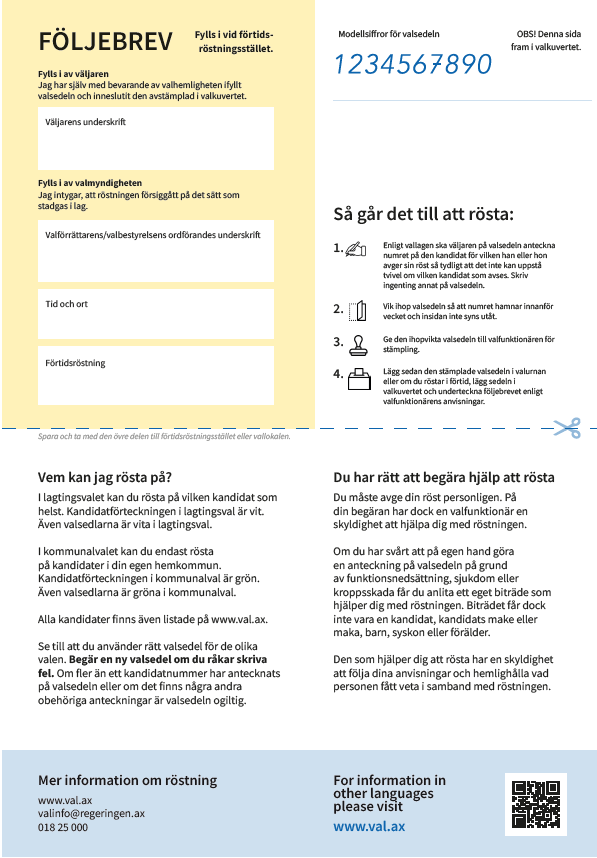 FÖLJEBREV
Fylls i vid förtids-
röstningsstället.
Fylls i av väljaren
Jag har själv med bevarande av valhemligheten ifyllt
valsedeln och inneslutit den avstämplad i valkuvertet.
Väljarens underskrift
Fylls i av valmyndigheten
Jag intygar, att röstningen försiggått på det sätt som
stadgas i lag.
Valförrättarens/valbestyrelsens ordförandes underskrift
Tid och ort
Förtidsröstning
Modellsiffror för valsedeln
OBS! Denna sida
fram i valkuvertet.
1234567890
Så går det till att rösta:
1.
Enligt vallagen ska väljaren på valsedeln anteckna
numret på den kandidat för vilken han eller hon
avger sin röst så tydligt att det inte kan uppstå
tvivel om vilken kandidat som avses. Skriv
ingenting annat på valsedeln.
2.
Vik ihop valsedeln så att numret hamnar innanför
vecket och insidan inte syns utåt.
3.
Ge den ihopvikta valsedeln till valfunktionären för
stämpling.
4.
Lägg sedan den stämplade valsedeln i valurnan
eller om du röstar i förtid, lägg sedeln i
valkuvertet och underteckna följebrevet enligt
valfunktionärens anvisningar.
Spara och ta med den övre delen till förtidsröstningsstället eller vallokalen.
Vem kan jag rösta på?
I lagtingsvalet kan du rösta på vilken kandidat som
helst. Kandidatförteckningen i lagtingsval är vit.
Även valsedlarna är vita i lagtingsval.
I kommunalvalet kan du endast rösta
på kandidater i din egen hemkommun.
Kandidatförteckningen i kommunalval är grön.
Även valsedlarna är gröna i kommunalval.
Alla kandidater finns även listade på www.val.ax.
Se till att du använder rätt valsedel för de olika
valen. Begär en ny valsedel om du råkar skriva
fel. Om fler än ett kandidatnummer har antecknats
på valsedeln eller om det finns några andra
obehöriga anteckningar är valsedeln ogiltig.
Du har rätt att begära hjälp att rösta
Du måste avge din röst personligen. På
din begäran har dock en valfunktionär en
skyldighet att hjälpa dig med röstningen.
Om du har svårt att på egen hand göra
en anteckning på valsedeln på grund
av funktionsnedsättning, sjukdom eller
kroppsskada får du anlita ett eget biträde som
hjälper dig med röstningen. Biträdet får dock
inte vara en kandidat, kandidats make eller
maka, barn, syskon eller förälder.
Den som hjälper dig att rösta har en skyldighet
att följa dina anvisningar och hemlighålla vad
personen fått veta i samband med röstningen.
Mer information om röstning
www.val.ax
valinfo@regeringen.ax
018 25 000
For information in
other languages
please visit
www.val.ax